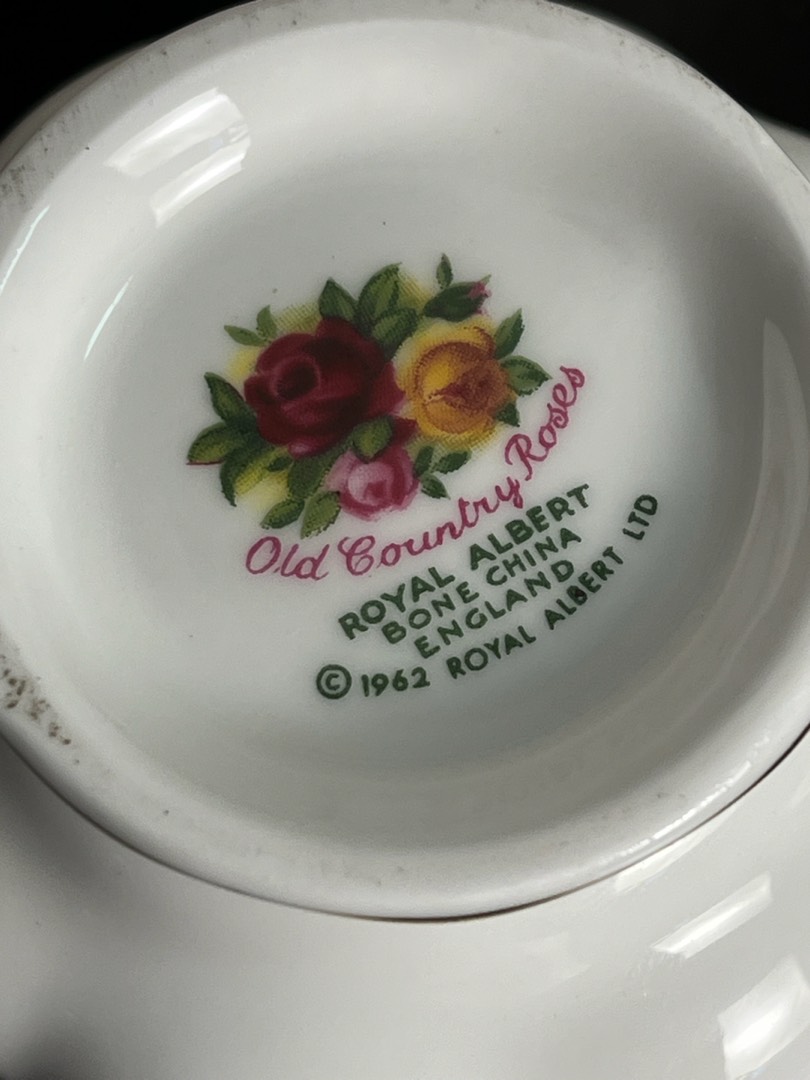 Old Country Roses
ROYAL ALBERT
BONE CHINA
ENGLAND
© 1962 ROYAL ALBERT LTD